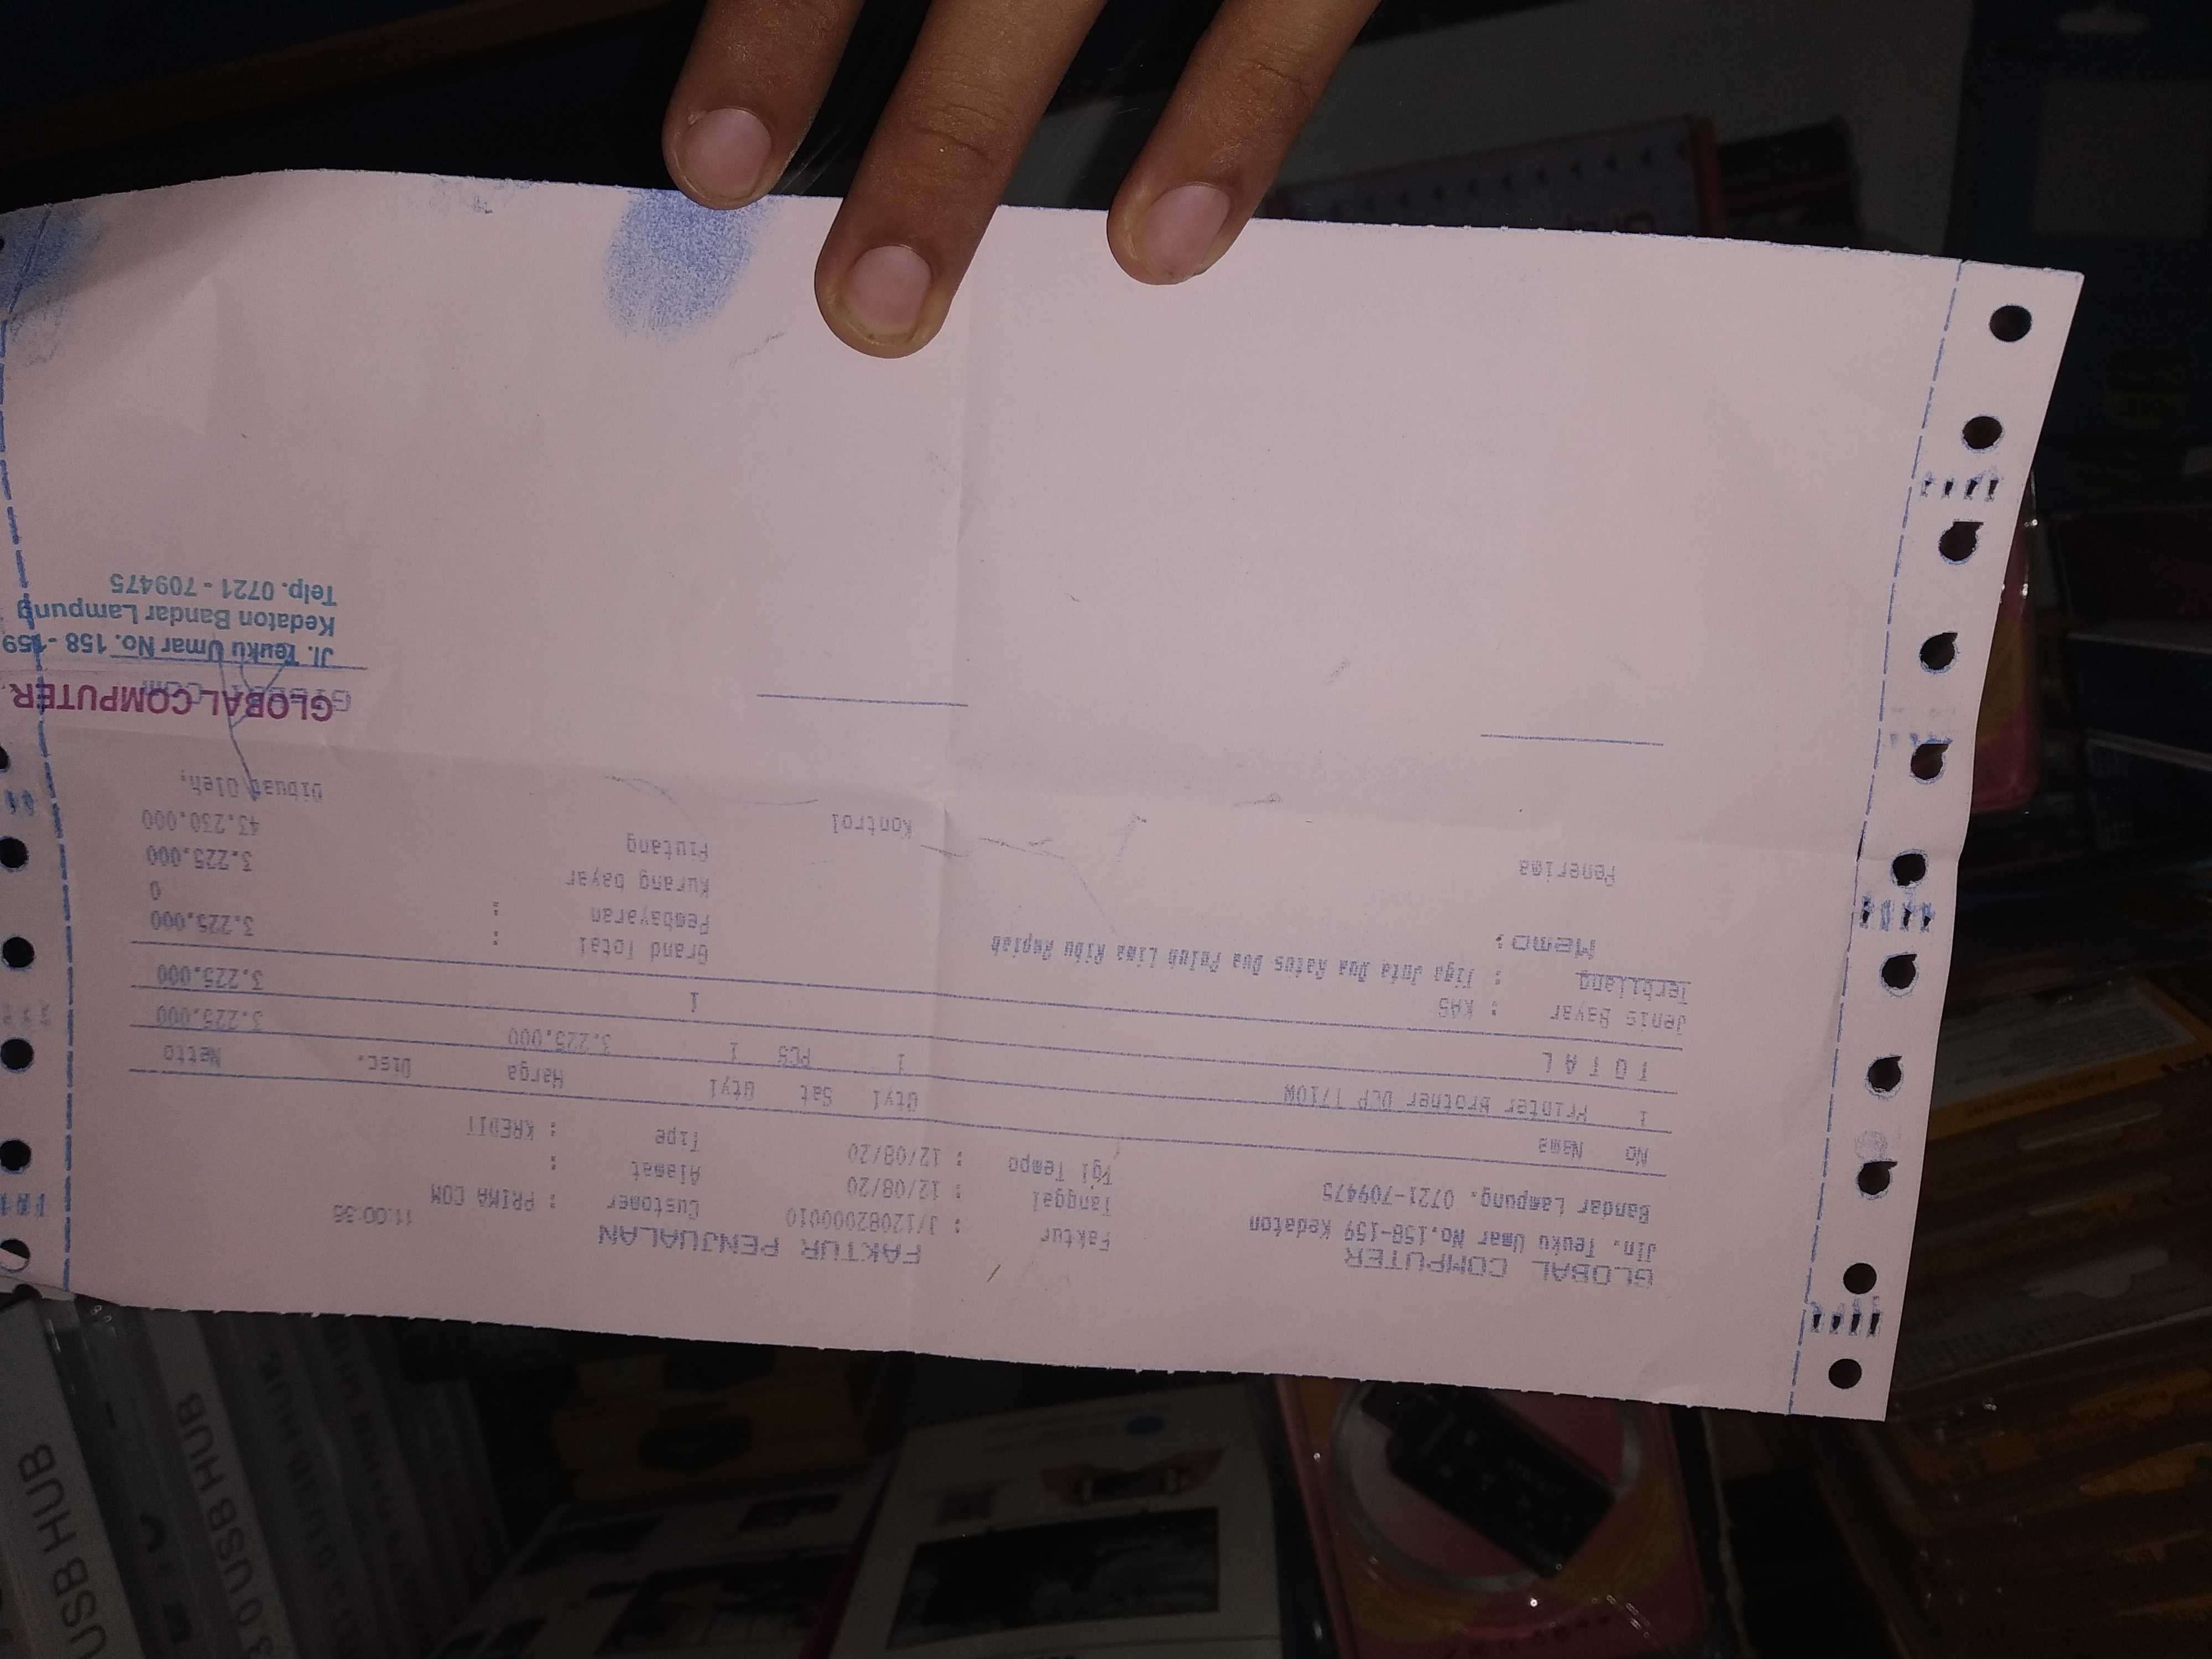 GLOBAL COMPUTER
FAKTUR PENJUALAN
11:00:36
Jln. Teuku Umar No.158-159 Kedaton
Faktur : J/12082000010
Customer : PRIMA COM
Bandar Lampung. 0721-709475
Tanggal : 12/08/20
Alamat :
Tgl Tempo : 12/08/20
Tipe : KREDIT
No Nama Qty1 Sat Qty1 Harga Disc. Netto
1 Printer Brother DCP T710W 1 PCS 1 3.225.000 3.225.000
T O T A L 1 3.225.000
Jenis Bayar : KAS
Grand Total : 3.225.000
Terbilang : Tiga Juta Dua Ratus Dua Puluh Lima Ribu Rupiah
Pembayaran : 0
Memo:
Kurang bayar 3.225.000
Piutang 43.230.000
Penerima Kontrol Dibuat Oleh,
GLOBAL COMPUTER
Jl. Teuku Umar No. 158 - 159
Kedaton Bandar Lampung
Telp. 0721 - 709475
USB HUB
3 0 USB HUB